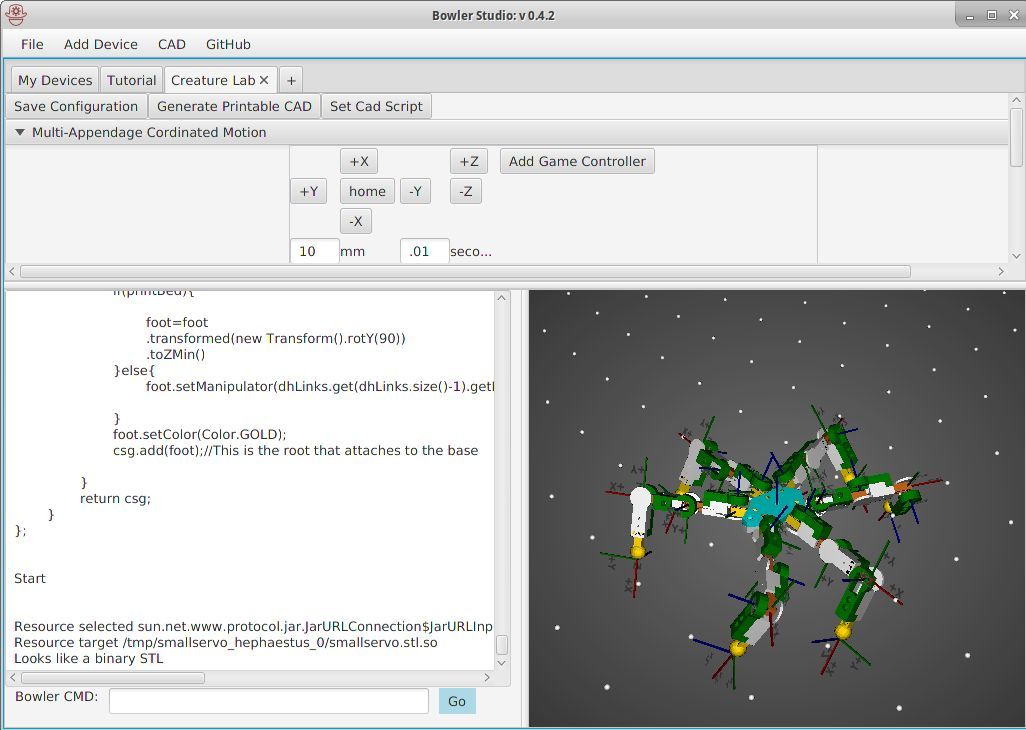 Bowler Studio: v 0.4.2
File Add Device CAD GitHub
My Devices Tutorial Creature Lab × +
Save Configuration Generate Printable CAD Set Cad Script
Multi-Appendage Cordinated Motion
+X +Z Add Game Controller
+Y home -Y -Z
-X
10 mm .01 seco...
if(printBed){
foot=foot
.transformed(new Transform().rotY(90))
.toZMin()
}else{
foot.setManipulator(dhLinks.get(dhLinks.size()-1).getl
}
foot.setColor(Color.GOLD);
csg.add(foot);//This is the root that attaches to the base
}
return csg;
}
};
Start
Resource selected sun.net.www.protocol.jar.JarURLConnection$JarURLInp
Resource target /tmp/smallservo_hephaestus_0/smallservo.stl.so
Looks like a binary STL
Bowler CMD: Go